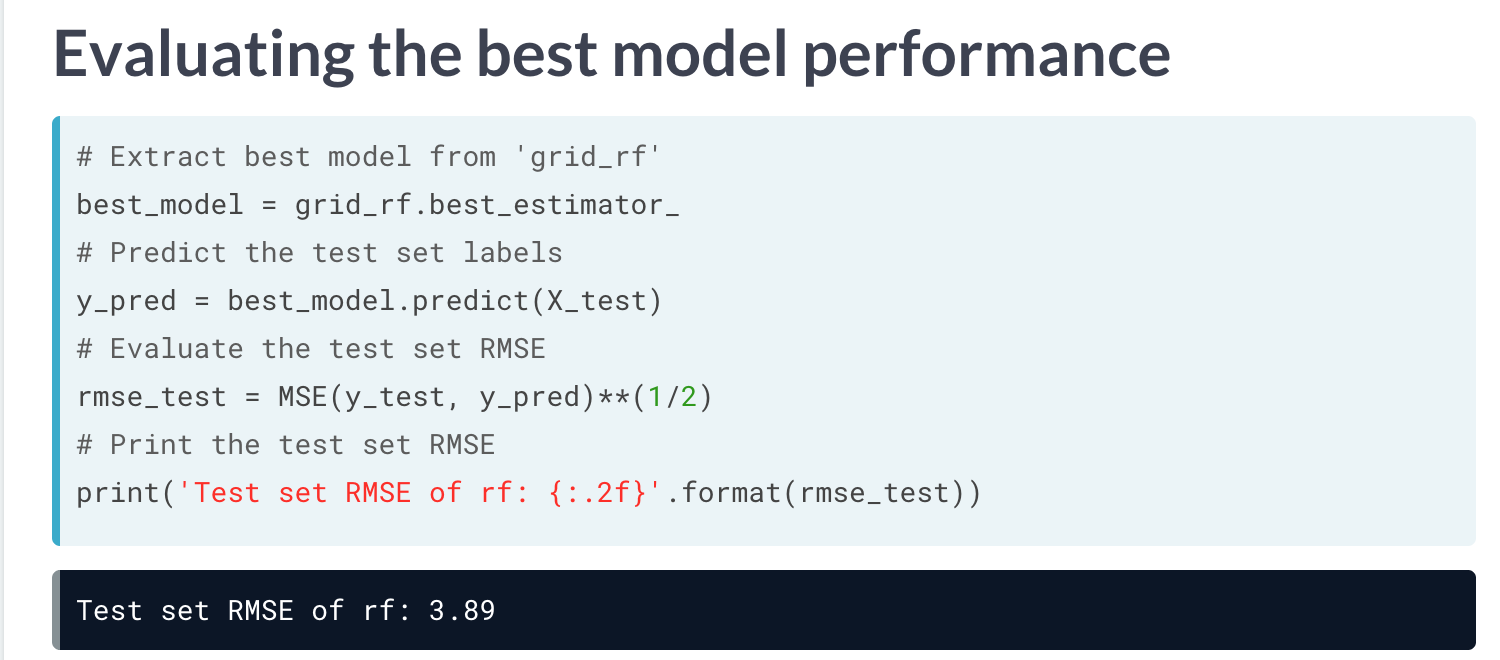 Evaluating the best model performance
# Extract best model from 'grid_rf'
best_model = grid_rf.best_estimator_
# Predict the test set labels
y_pred = best_model.predict(X_test)
# Evaluate the test set RMSE
rmse_test = MSE(y_test, y_pred)**(1/2)
# Print the test set RMSE
print('Test set RMSE of rf: {:.2f}'.format(rmse_test))
Test set RMSE of rf: 3.89